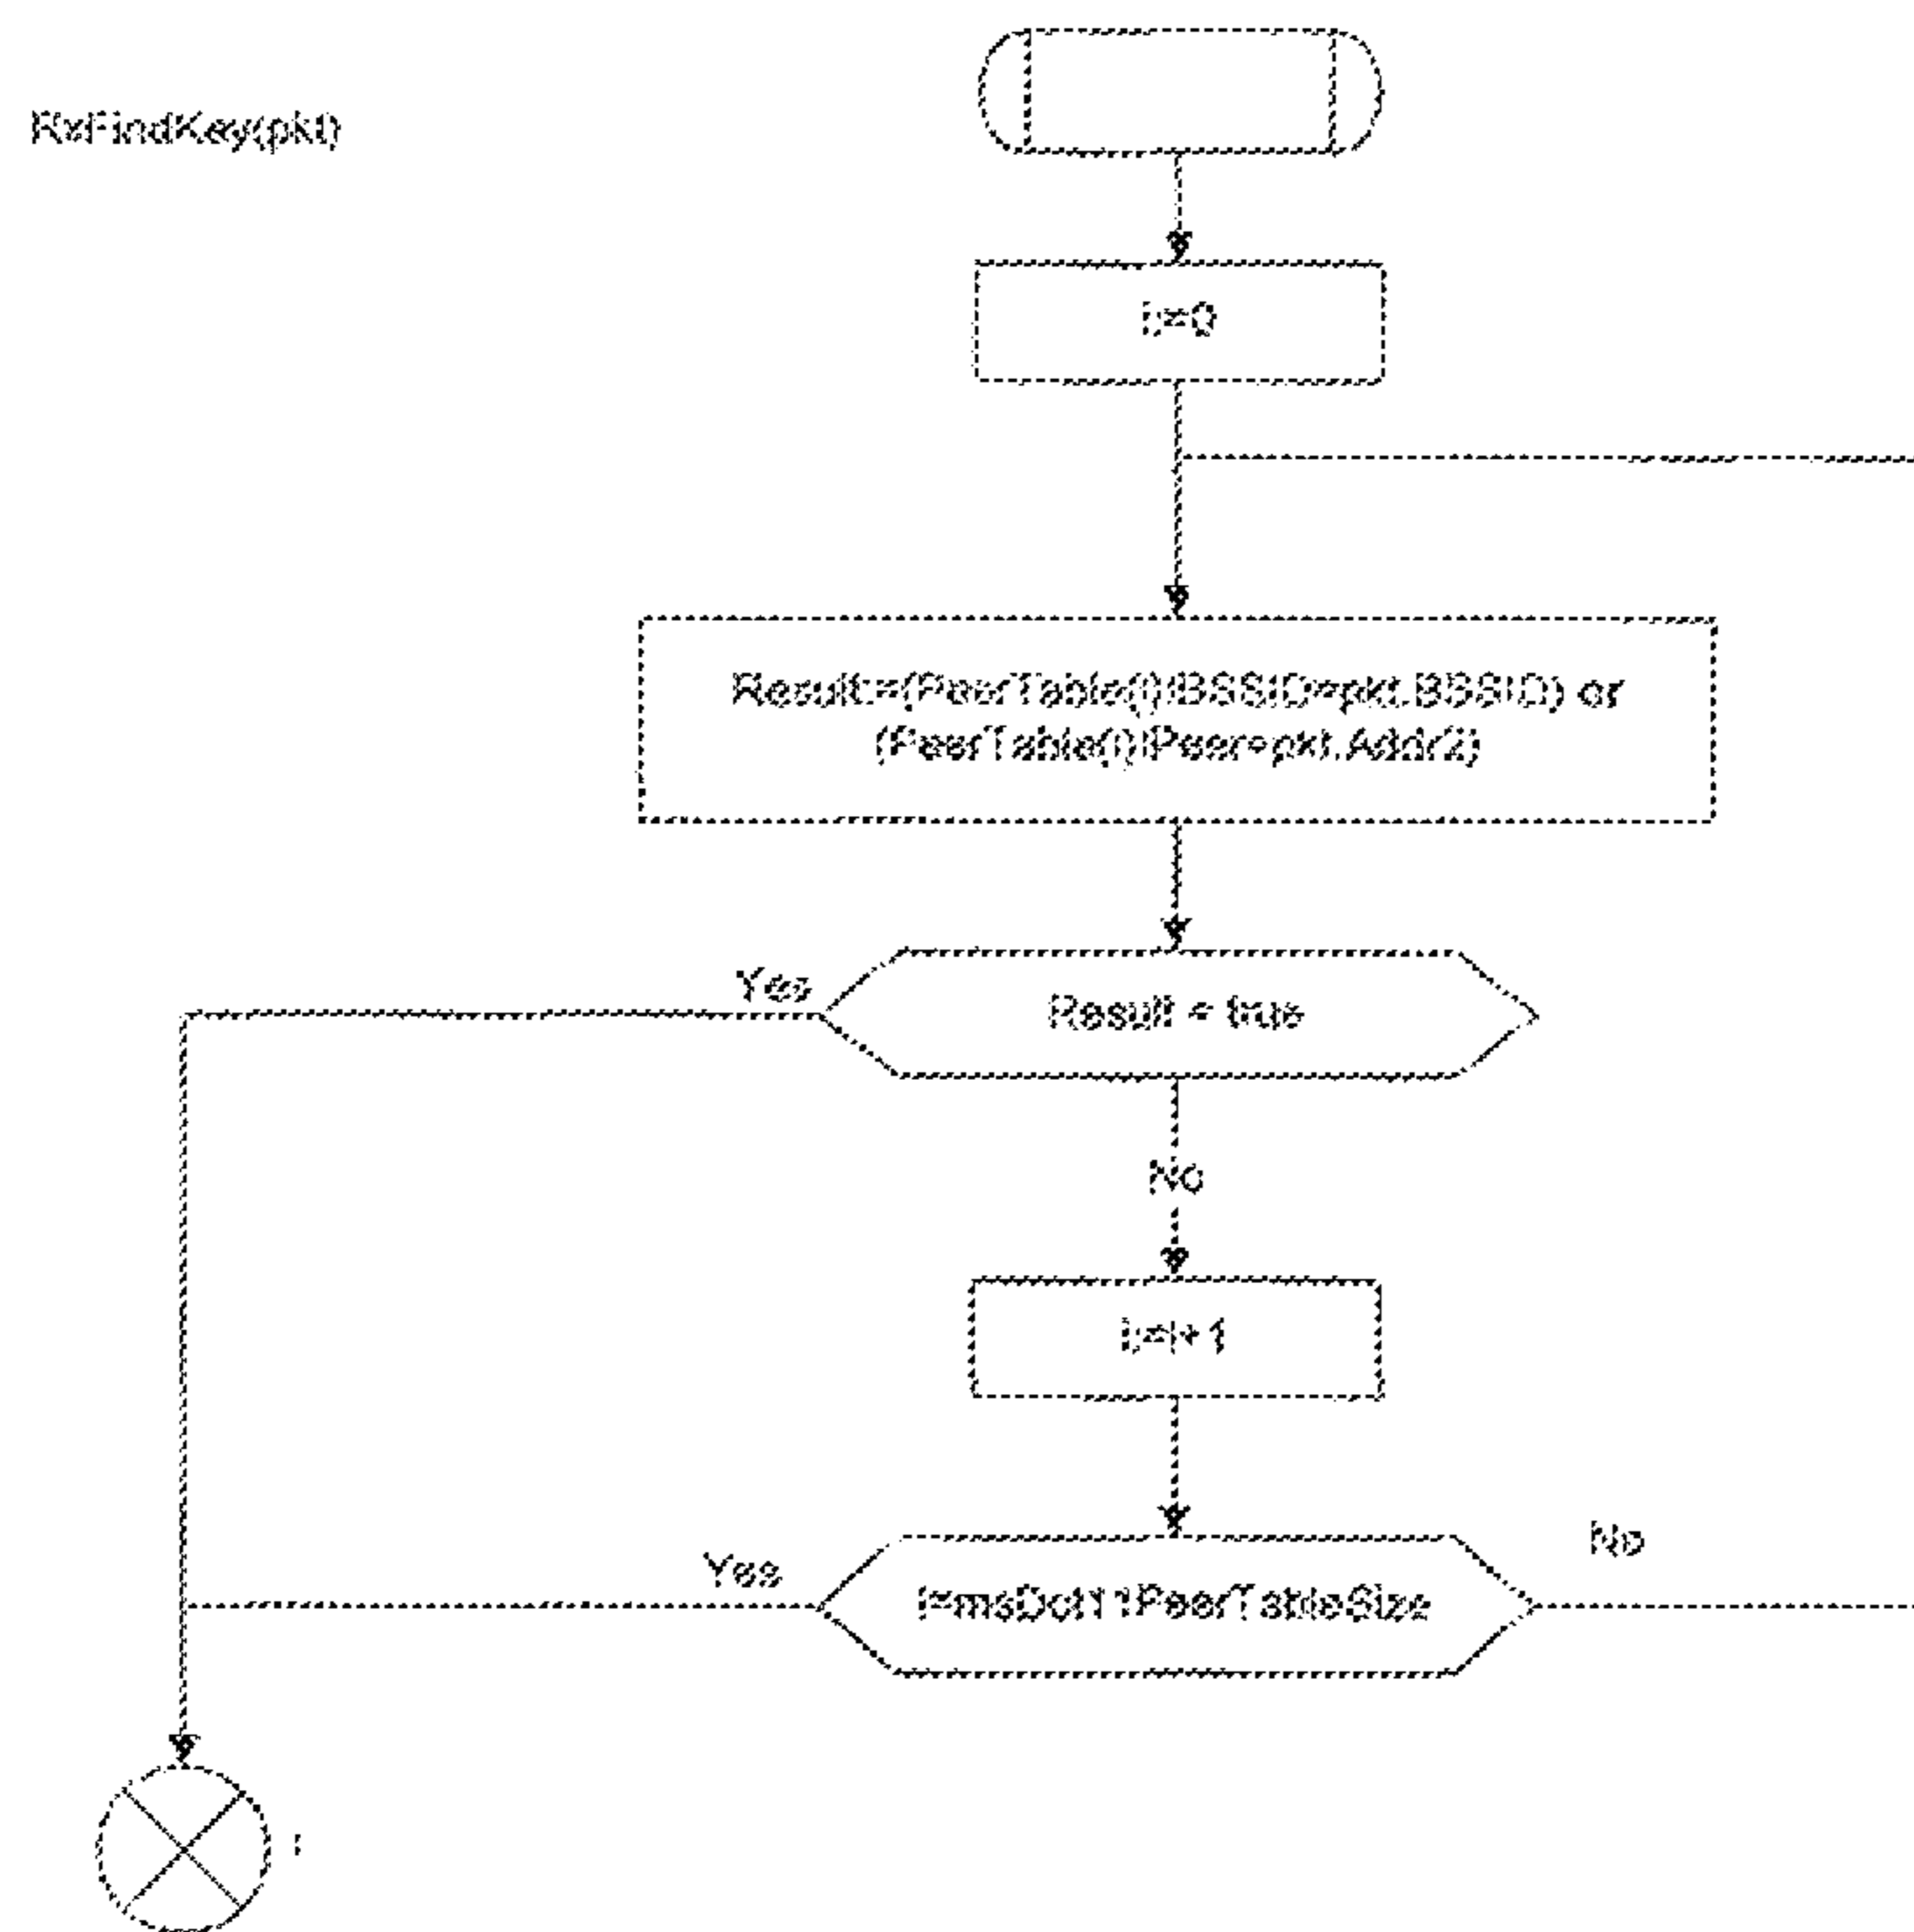 RxFindKey(pkt)
i:=0
Result:=(PeerTable(i)!BSSID=pkt.BSSID) or
(PeerTable(i)!Peer=pkt.Addr2)
Yes
Result = true
No
i:=i+1
Yes
i=msDot11PeerTableSize
No
i